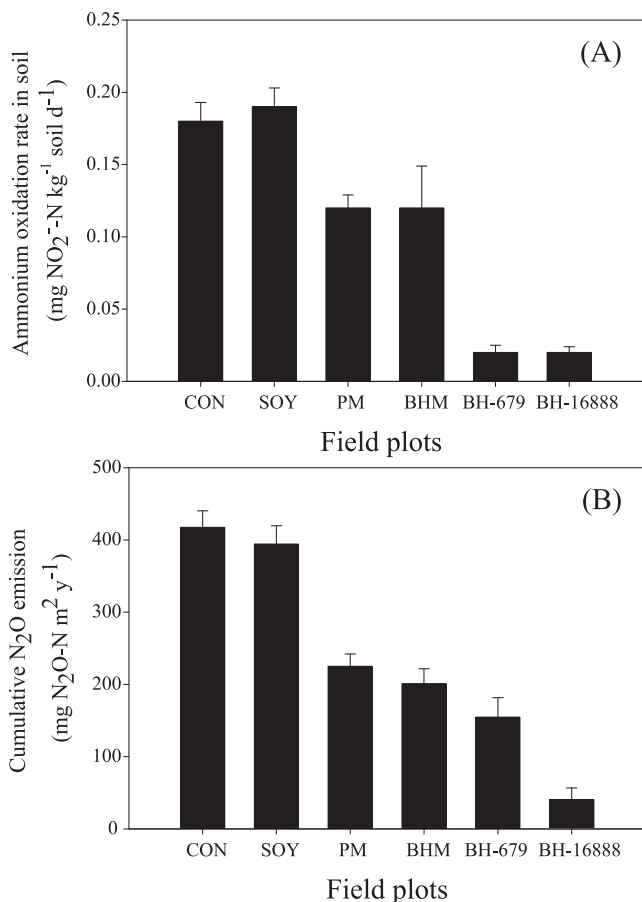 (A)
Ammonium oxidation rate in soil
(mg NO₂⁻-N kg⁻¹ soil d⁻¹)
0.25
0.20
0.15
0.10
0.05
0.00
CON SOY PM BHM BH-679 BH-16888
Field plots
(B)
Cumulative N₂O emission
(mg N₂O-N m² y⁻¹)
500
400
300
200
100
0
CON SOY PM BHM BH-679 BH-16888
Field plots